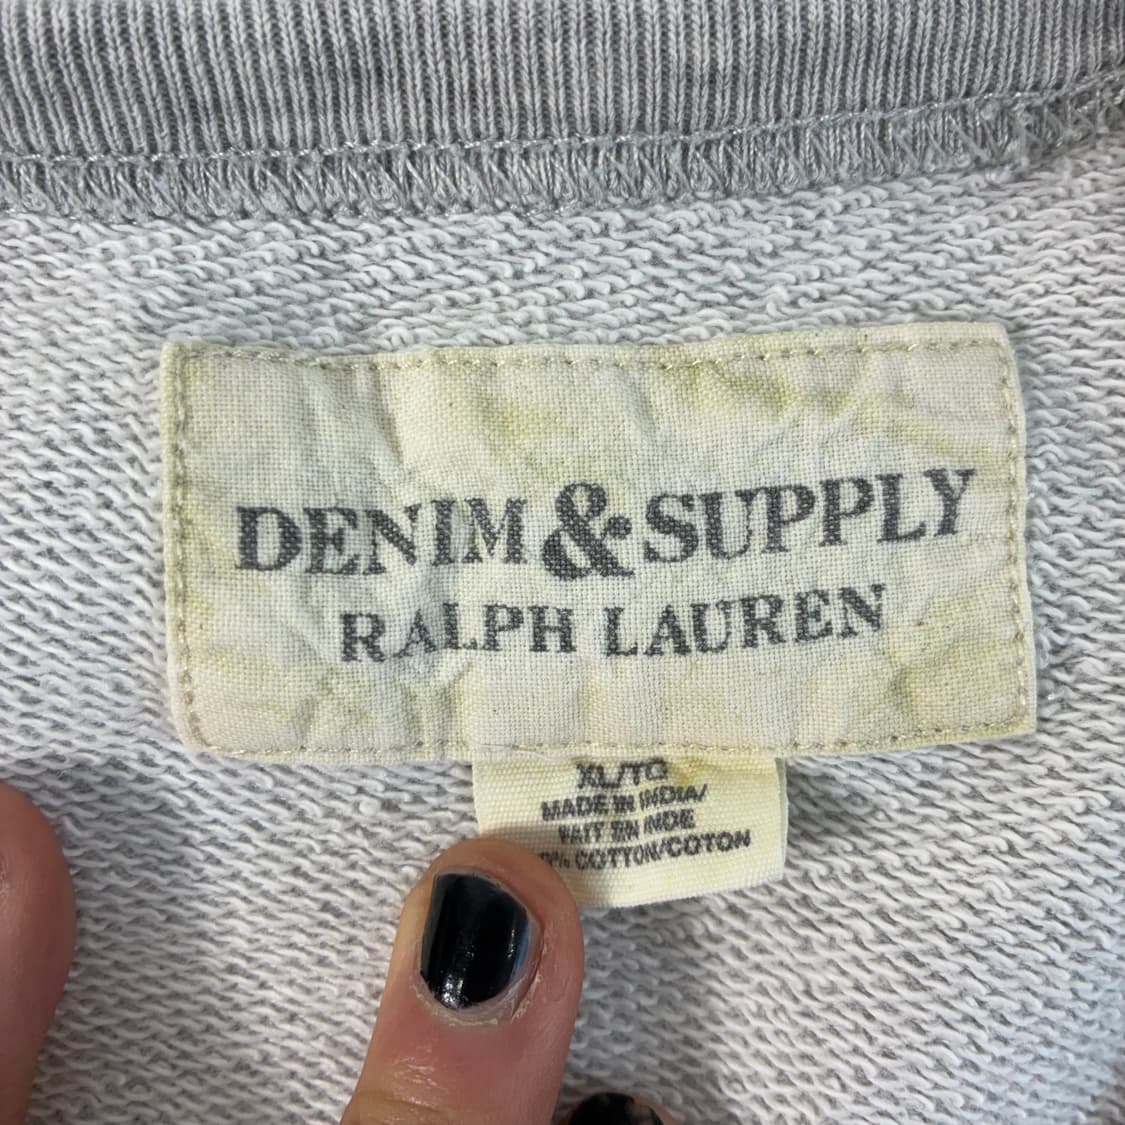 DENIM & SUPPLY
RALPH LAUREN
XL/TG
MADE IN INDIA/
FAIT EN INDE
COTTON/COTON